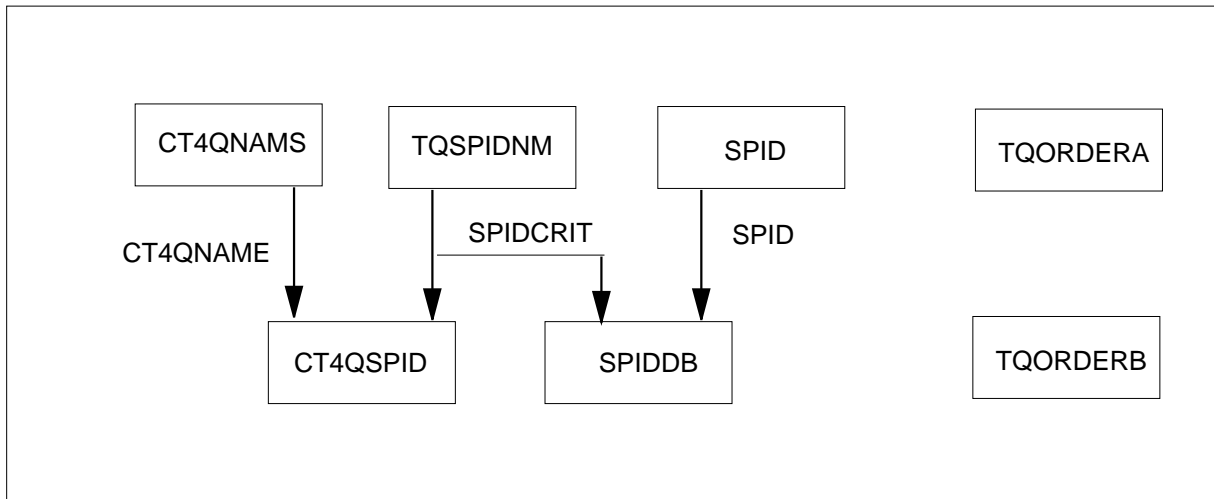 CT4QNAMS
TQSPIDNM
SPID
TQORDERA
CT4QNAME
SPIDCRIT
SPID
CT4QSPID
SPIDDB
TQORDERB